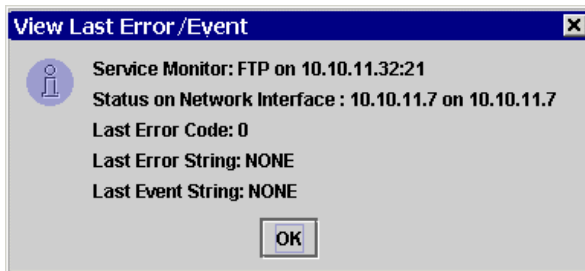 View Last Error/Event
Service Monitor: FTP on 10.10.11.32:21
Status on Network Interface : 10.10.11.7 on 10.10.11.7
Last Error Code: 0
Last Error String: NONE
Last Event String: NONE
OK